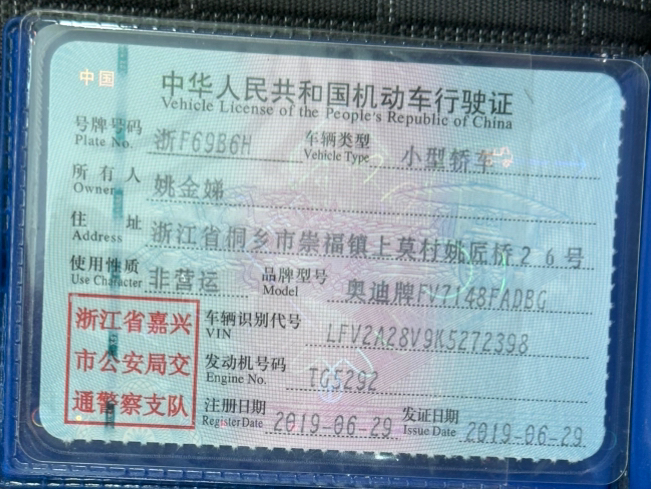 中国
中华人民共和国机动车行驶证
Vehicle License of the People's Republic of China
号牌号码 浙F69B6H 车辆类型 小型轿车
Plate No. Vehicle Type
所有人 姚金娣
Owner
住址 浙江省桐乡市崇福镇上莫村姚匠桥26号
Address
使用性质 非营运 品牌型号 奥迪牌FV7148FADBG
Use Character Model
浙江省嘉兴
市公安局交
通警察支队
车辆识别代号 LFV2A28V9K5272398
VIN
发动机号码 TG5292
Engine No.
注册日期 2019-06-29 发证日期 2019-06-29
Register Date Issue Date